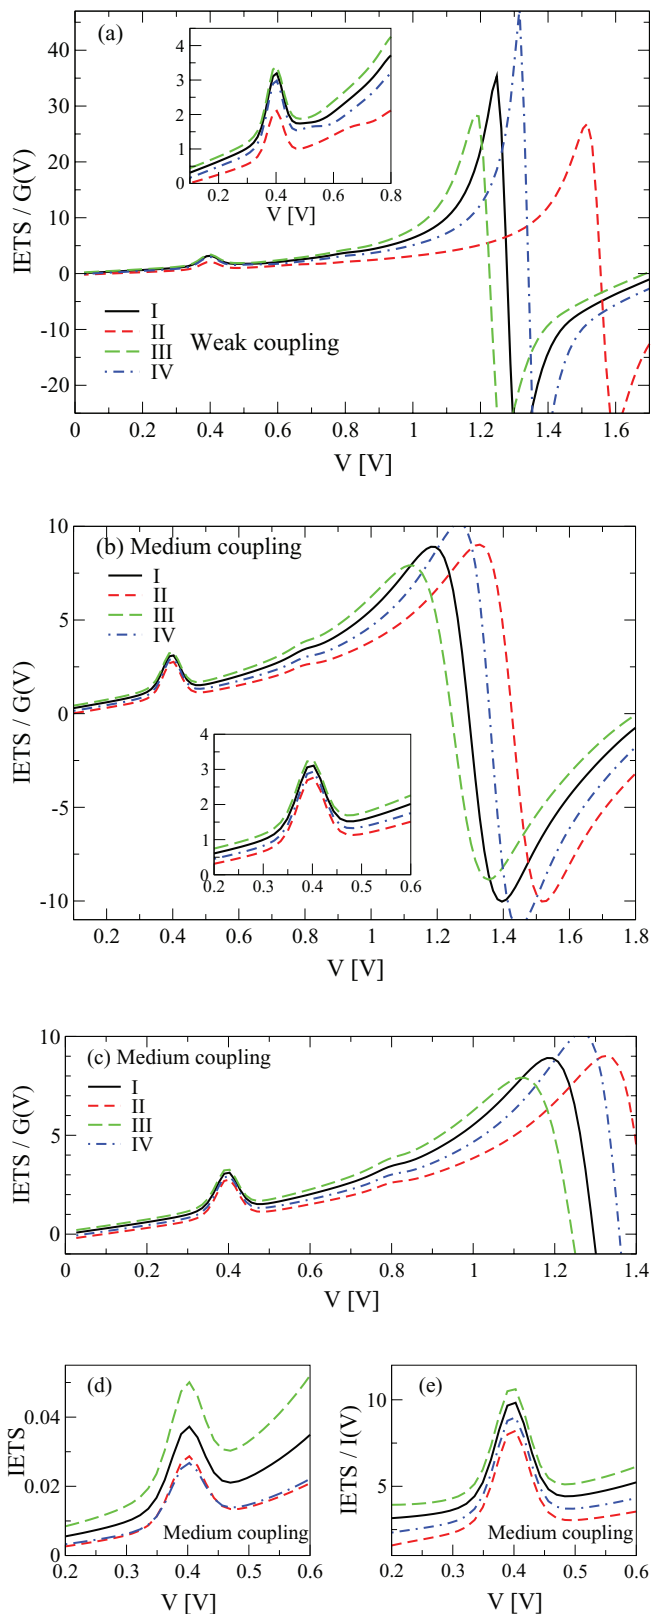 (a)
4
3
2
1
0
0.2 0.4 0.6 0.8
V [V]
40
30
20
10
0
-10
-20
IETS / G(V)
I
II
III
IV
Weak coupling
0 0.2 0.4 0.6 0.8 1 1.2 1.4 1.6
V [V]
(b) Medium coupling
I
II
III
IV
10
5
0
-5
-10
IETS / G(V)
4
3
2
1
0
0.2 0.3 0.4 0.5 0.6
V [V]
0.2 0.4 0.6 0.8 1 1.2 1.4 1.6 1.8
V [V]
(c) Medium coupling
I
II
III
IV
10
5
0
IETS / G(V)
0 0.2 0.4 0.6 0.8 1 1.2 1.4
V [V]
(d)
0.04
0.02
0.00
IETS
Medium coupling
0.2 0.3 0.4 0.5 0.6
V [V]
(e)
10
5
IETS / I(V)
Medium coupling
0.2 0.3 0.4 0.5 0.6
V [V]